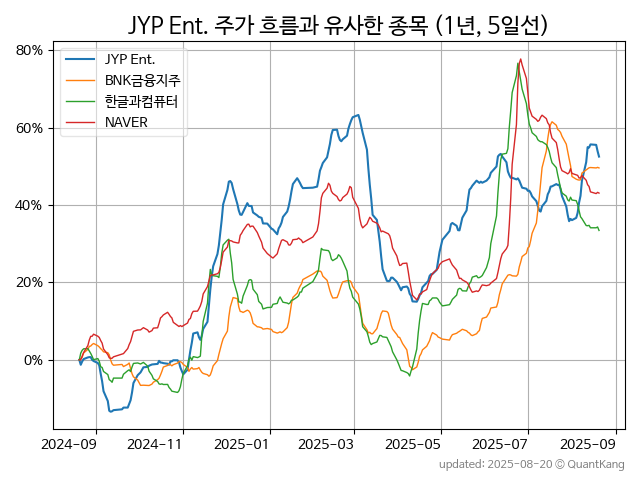 JYP Ent. 주가 흐름과 유사한 종목 (1년, 5일선)
80%
60%
40%
20%
0%
JYP Ent.
BNK금융지주
한글과컴퓨터
NAVER
2024-09 2024-11 2025-01 2025-03 2025-05 2025-07 2025-09
updated: 2025-08-20 © QuantKang